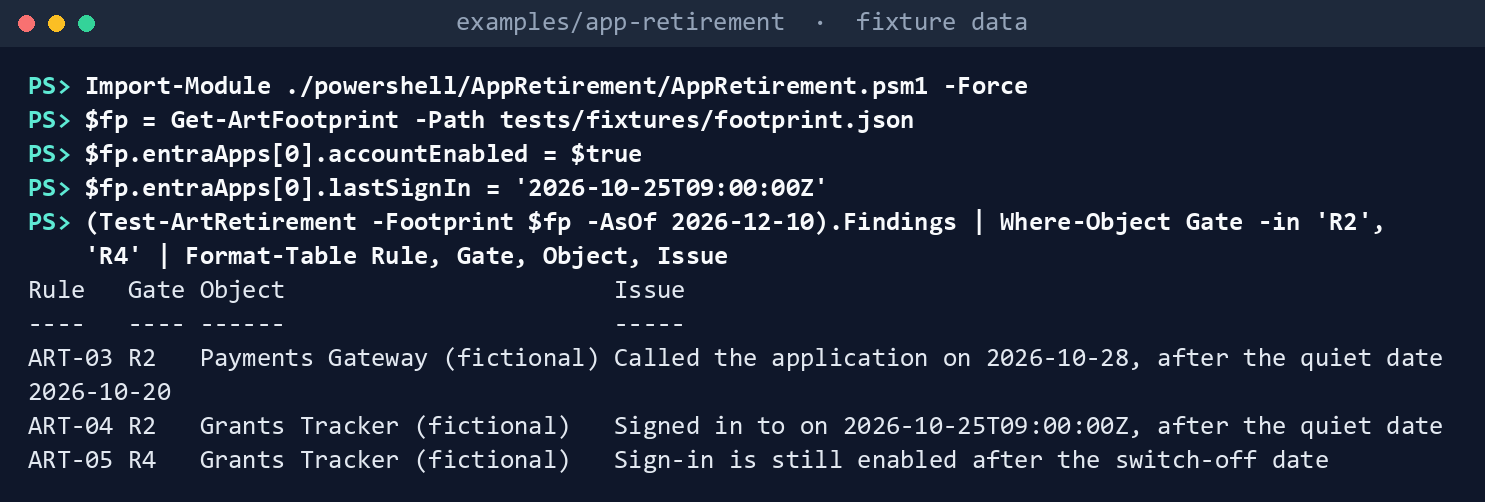 examples/app-retirement · fixture data
PS> Import-Module ./powershell/AppRetirement/AppRetirement.psm1 -Force
PS> $fp = Get-ArtFootprint -Path tests/fixtures/footprint.json
PS> $fp.entraApps[0].accountEnabled = $true
PS> $fp.entraApps[0].lastSignIn = '2026-10-25T09:00:00Z'
PS> (Test-ArtRetirement -Footprint $fp -AsOf 2026-12-10).Findings | Where-Object Gate -in 'R2',
    'R4' | Format-Table Rule, Gate, Object, Issue
Rule   Gate Object                       Issue
----   ---- ------                       -----
ART-03 R2   Payments Gateway (fictional) Called the application on 2026-10-28, after the quiet date
2026-10-20
ART-04 R2   Grants Tracker (fictional)   Signed in to on 2026-10-25T09:00:00Z, after the quiet date
ART-05 R4   Grants Tracker (fictional)   Sign-in is still enabled after the switch-off date